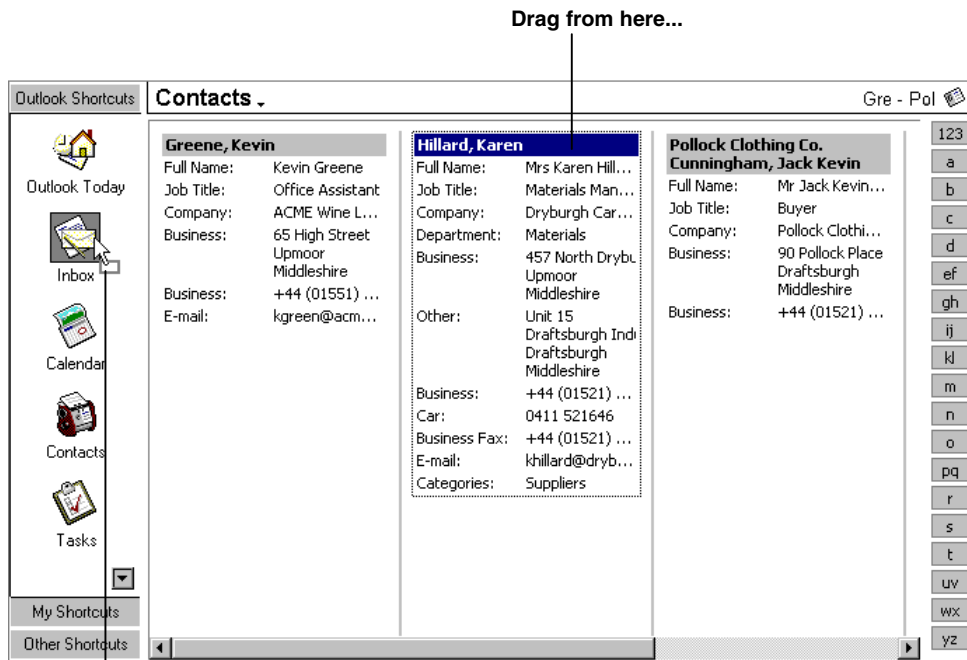 Drag from here...
Outlook Shortcuts
Contacts
Gre - Pol
Outlook Today
Inbox
Calendar
Contacts
Tasks
My Shortcuts
Other Shortcuts
Greene, Kevin
Full Name: Kevin Greene
Job Title: Office Assistant
Company: ACME Wine L...
Business: 65 High Street
Upmoor
Middleshire
Business: +44 (01551) ...
E-mail: kgreen@acm...
Hillard, Karen
Full Name: Mrs Karen Hill...
Job Title: Materials Man...
Company: Dryburgh Car...
Department: Materials
Business: 457 North Drybu
Upmoor
Middleshire
Other: Unit 15
Draftsburgh Indu
Draftsburgh
Middleshire
Business: +44 (01521) ...
Car: 0411 521646
Business Fax: +44 (01521) ...
E-mail: khillard@dryb...
Categories: Suppliers
Pollock Clothing Co.
Cunningham, Jack Kevin
Full Name: Mr Jack Kevin...
Job Title: Buyer
Company: Pollock Clothi...
Business: 90 Pollock Place
Draftsburgh
Middleshire
Business: +44 (01521) ...
123
a
b
c
d
ef
gh
ij
kl
m
n
o
pq
r
s
t
uv
wx
yz